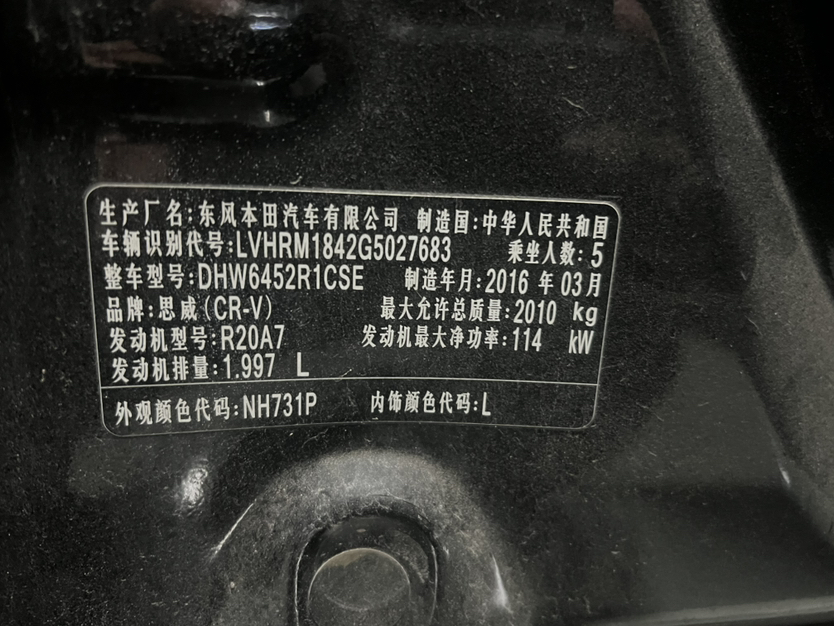 生产厂名:东风本田汽车有限公司 制造国:中华人民共和国
车辆识别代号:LVHRM1842G5027683 乘坐人数:5
整车型号:DHW6452R1CSE 制造年月:2016 年 03月
品牌:思威(CR-V) 最大允许总质量:2010 kg
发动机型号:R20A7 发动机最大净功率:114 kW
发动机排量:1.997 L
外观颜色代码:NH731P 内饰颜色代码:L